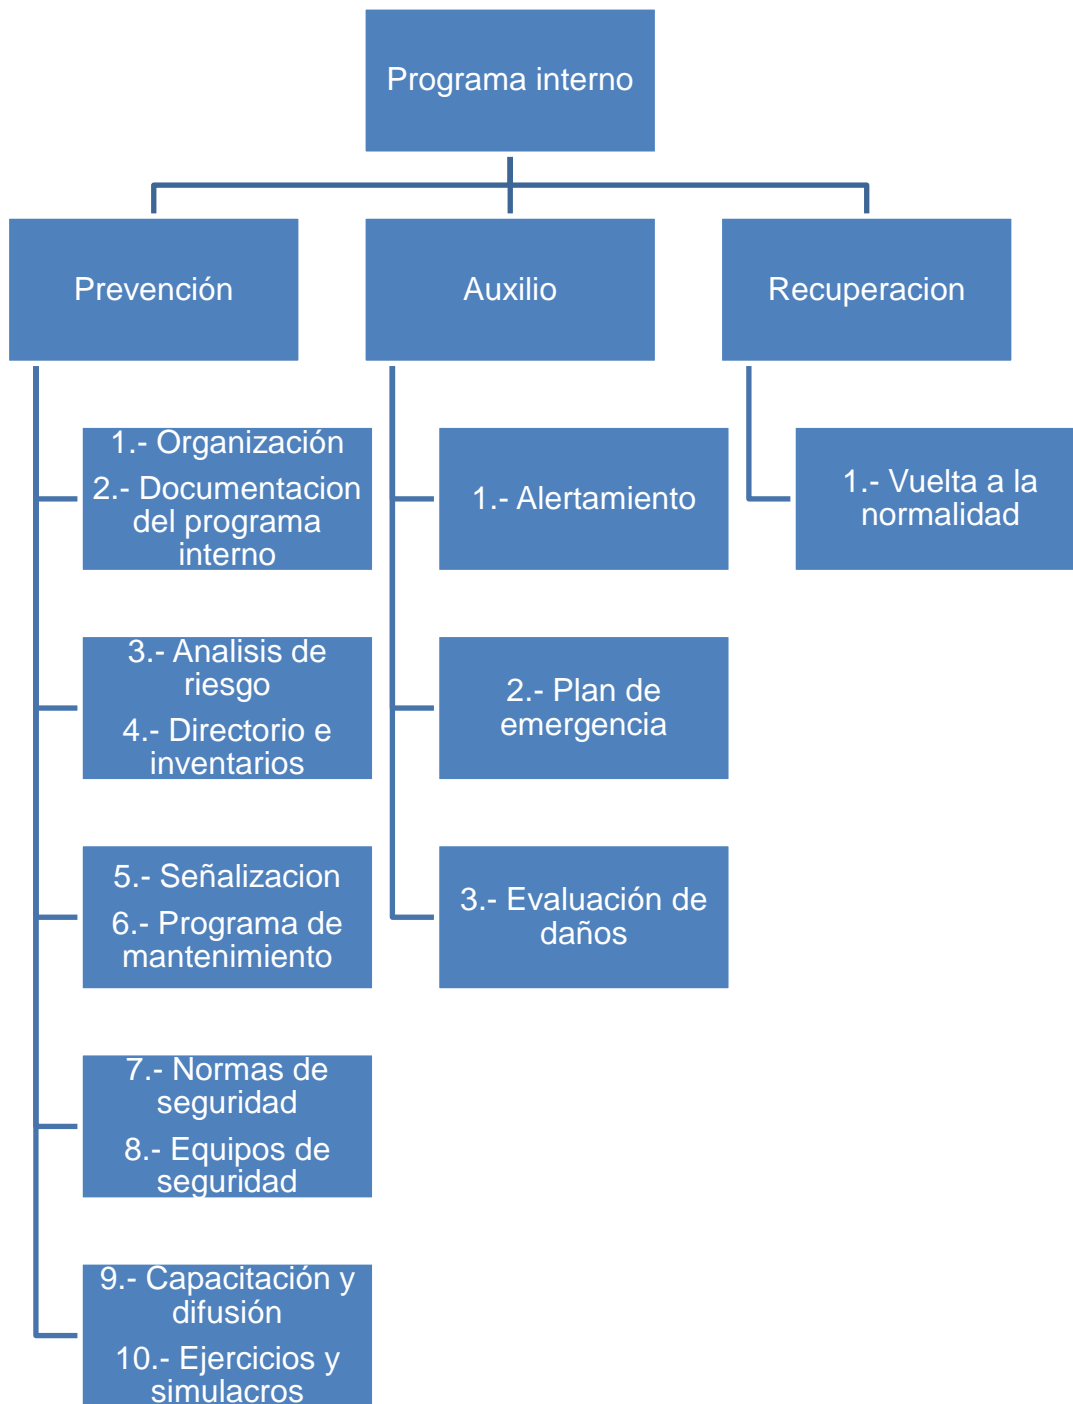 Programa interno
Prevención
Auxilio
Recuperacion
1.- Organización
2.- Documentacion
del programa
interno
3.- Analisis de
riesgo
4.- Directorio e
inventarios
5.- Señalizacion
6.- Programa de
mantenimiento
7.- Normas de
seguridad
8.- Equipos de
seguridad
9.- Capacitación y
difusión
10.- Ejercicios y
simulacros
1.- Alertamiento
2.- Plan de
emergencia
3.- Evaluación de
daños
1.- Vuelta a la
normalidad